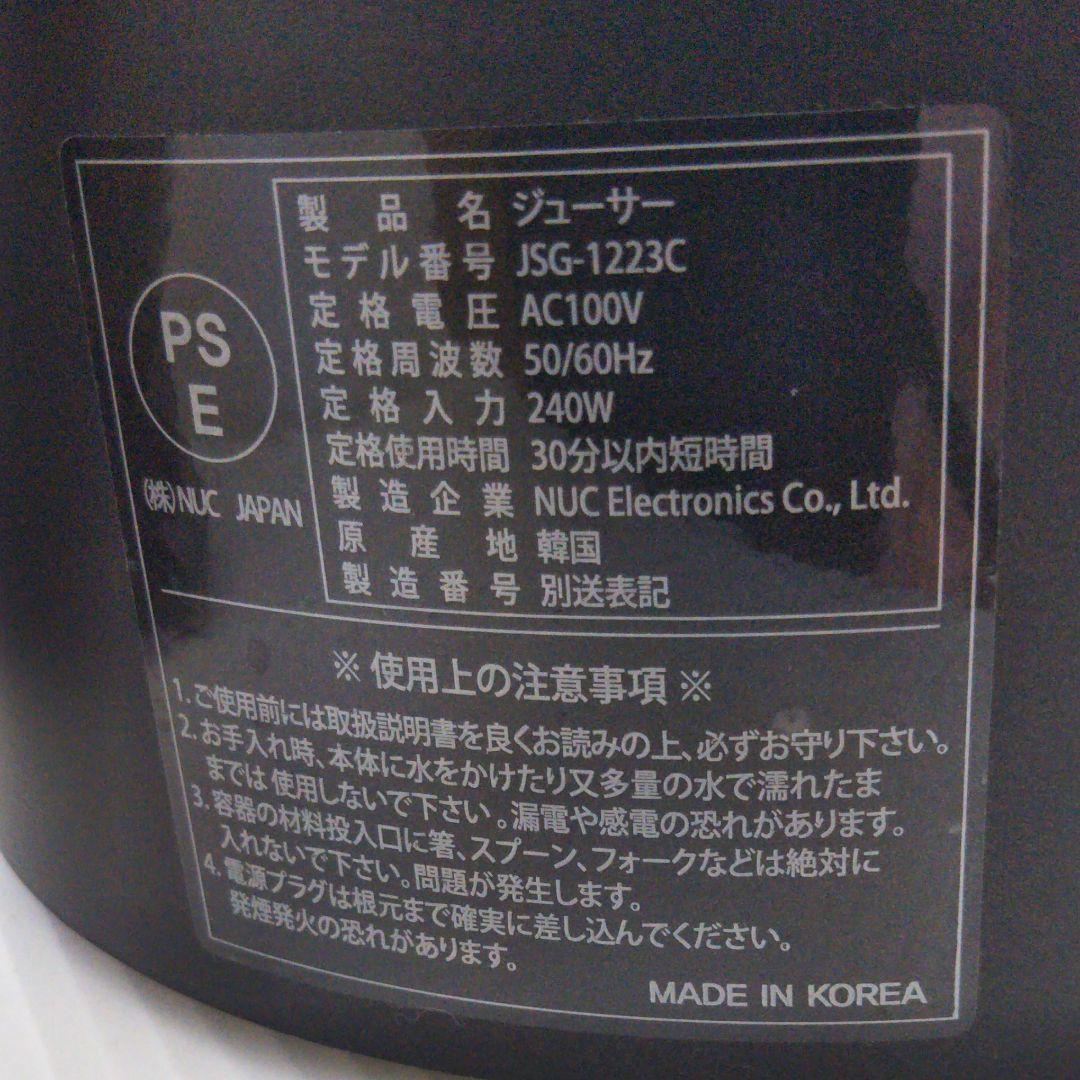 PS
E
(株)NUC JAPAN
製品名 ジューサー
モデル番号 JSG-1223C
定格電圧 AC100V
定格周波数 50/60Hz
定格入力 240W
定格使用時間 30分以内短時間
製造企業 NUC Electronics Co., Ltd.
原産地 韓国
製造番号 別送表記
※ 使用上の注意事項 ※
1. ご使用前には取扱説明書を良くお読みの上、必ずお守り下さい。
2. お手入れ時、本体に水をかけたり又多量の水で濡れたま
までは 使用しないで下さい。漏電や感電の恐れがあります。
3. 容器の材料投入口に箸、スプーン、フォークなどは絶対に
入れないで下さい。問題が発生します。
4. 電源プラグは根元まで確実に差し込んでください。
発煙発火の恐れがあります。
MADE IN KOREA